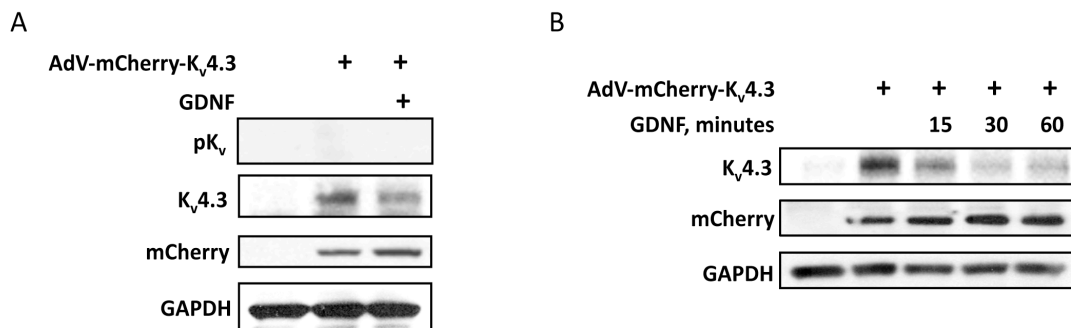 A
AdV-mCherry-Kv4.3 + +
GDNF +
pKv
Kv4.3
mCherry
GAPDH
B
AdV-mCherry-Kv4.3 + + + +
GDNF, minutes 15 30 60
Kv4.3
mCherry
GAPDH